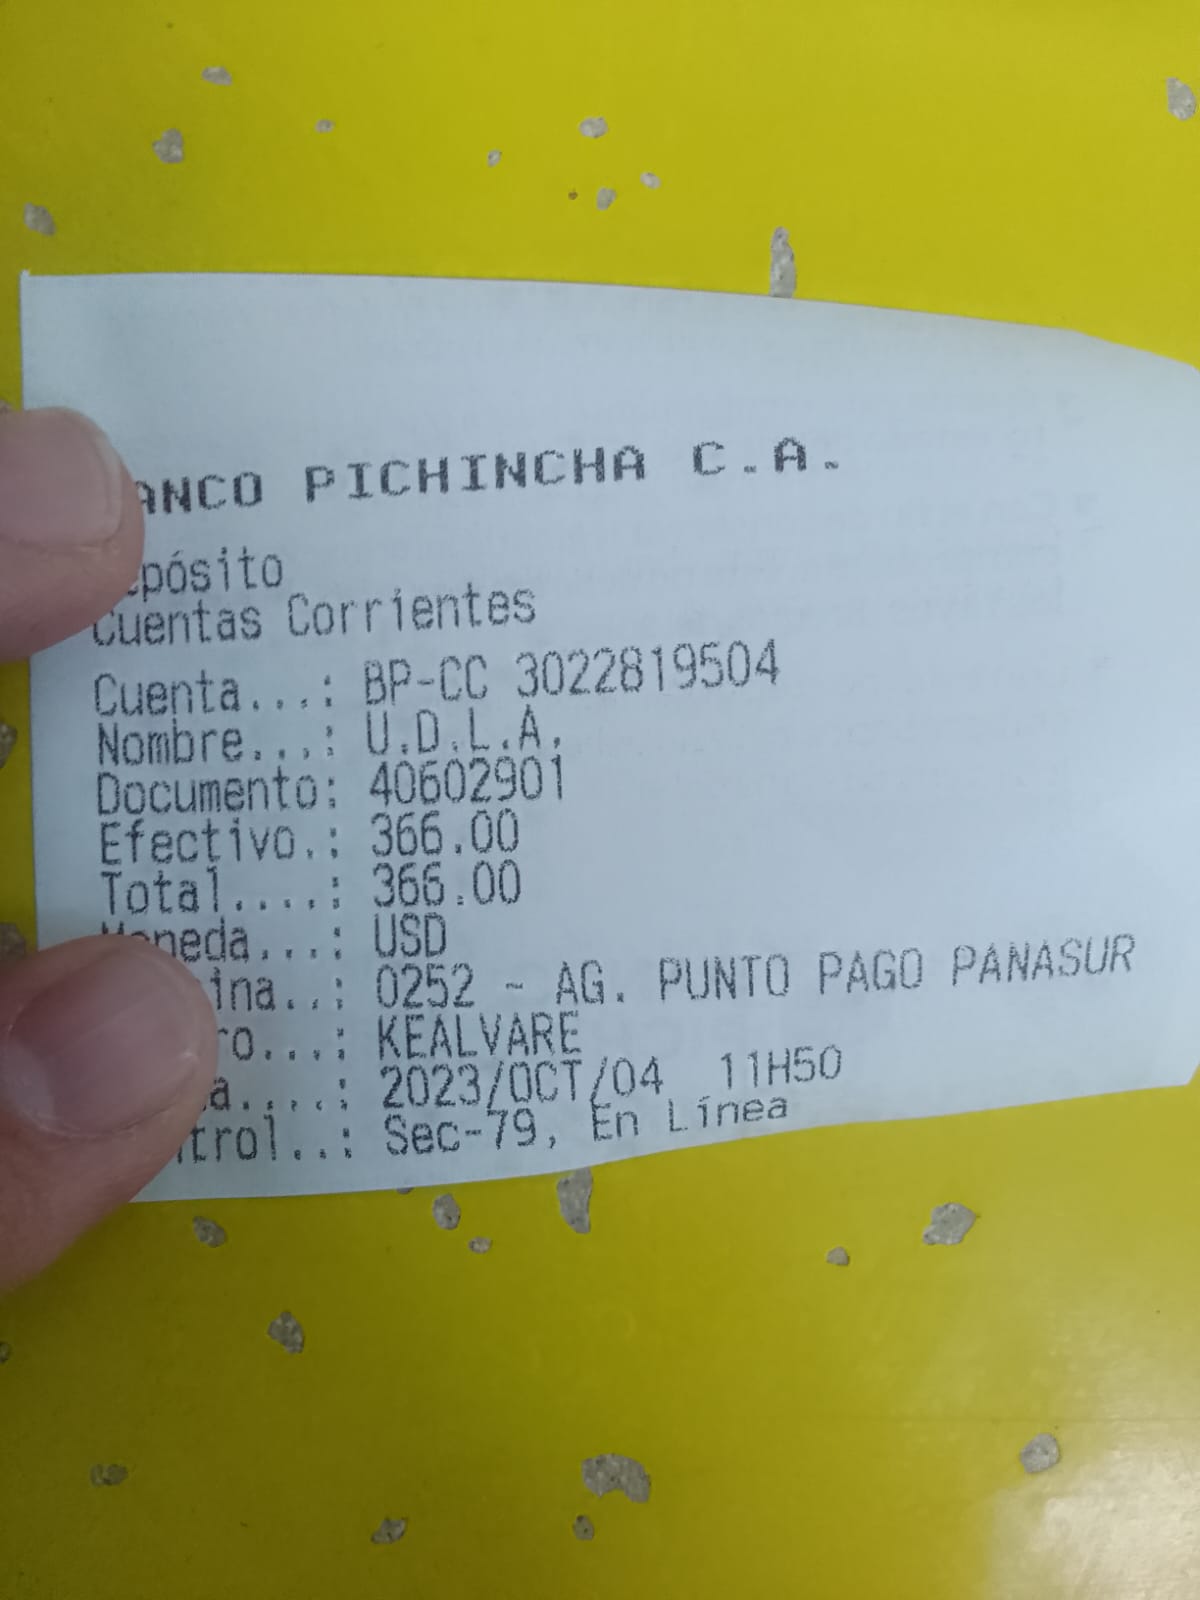 ANCO PICHINCHA C.A.
pósito
Cuentas Corrientes
Cuenta...: BP-CC 3022819504
Nombre...: U.D.L.A.
Documento: 40602901
Efectivo.: 366.00
Total....: 366.00
Moneda...: USD
ina..: 0252 - AG. PUNTO PAGO PANASUR
ro...: KEALVARE
a....: 2023/OCT/04 11H50
trol..: Sec-79, En Línea